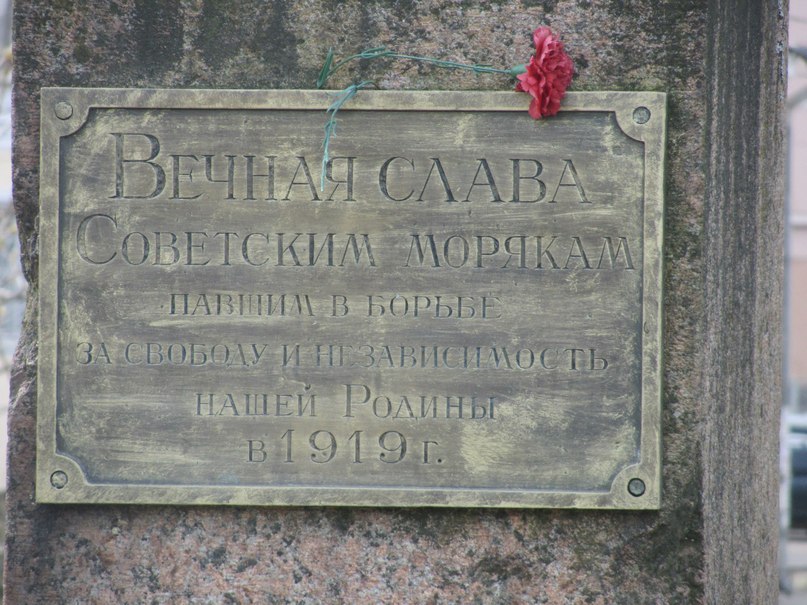 Вечная слава
Советским морякам
павшим в борьбе
за свободу и независимость
нашей Родины
в 1919 г.